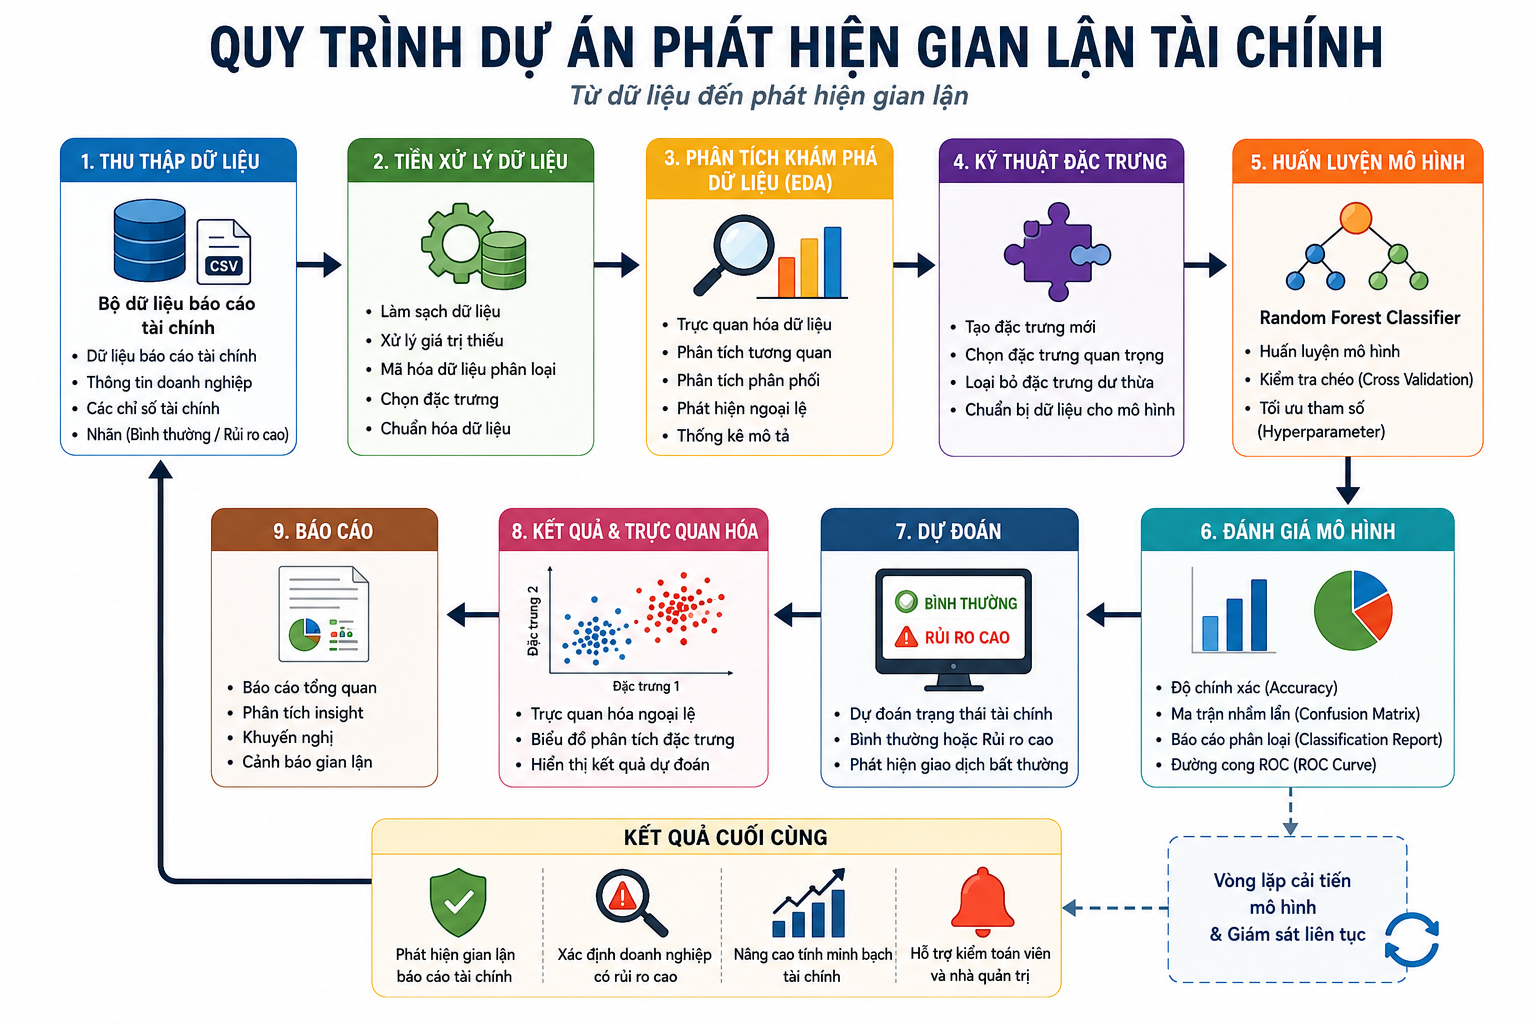 QUY TRÌNH DỰ ÁN PHÁT HIỆN GIAN LẬN TÀI CHÍNH
Từ dữ liệu đến phát hiện gian lận
1. THU THẬP DỮ LIỆU
CSV
Bộ dữ liệu báo cáo
tài chính
• Dữ liệu báo cáo tài chính
• Thông tin doanh nghiệp
• Các chỉ số tài chính
• Nhãn (Bình thường / Rủi ro cao)
2. TIỀN XỬ LÝ DỮ LIỆU
• Làm sạch dữ liệu
• Xử lý giá trị thiếu
• Mã hóa dữ liệu phân loại
• Chọn đặc trưng
• Chuẩn hóa dữ liệu
3. PHÂN TÍCH KHÁM PHÁ
DỮ LIỆU (EDA)
• Trực quan hóa dữ liệu
• Phân tích tương quan
• Phân tích phân phối
• Phát hiện ngoại lệ
• Thống kê mô tả
4. KỸ THUẬT ĐẶC TRƯNG
• Tạo đặc trưng mới
• Chọn đặc trưng quan trọng
• Loại bỏ đặc trưng dư thừa
• Chuẩn bị dữ liệu cho mô hình
5. HUẤN LUYỆN MÔ HÌNH
Random Forest Classifier
• Huấn luyện mô hình
• Kiểm tra chéo (Cross Validation)
• Tối ưu tham số
(Hyperparameter)
6. ĐÁNH GIÁ MÔ HÌNH
• Độ chính xác (Accuracy)
• Ma trận nhầm lẫn (Confusion Matrix)
• Báo cáo phân loại (Classification Report)
• Đường cong ROC (ROC Curve)
7. DỰ ĐOÁN
BÌNH THƯỜNG
RỦI RO CAO
• Dự đoán trạng thái tài chính
• Bình thường hoặc Rủi ro cao
• Phát hiện giao dịch bất thường
8. KẾT QUẢ & TRỰC QUAN HÓA
Đặc trưng 2
Đặc trưng 1
• Trực quan hóa ngoại lệ
• Biểu đồ phân tích đặc trưng
• Hiển thị kết quả dự đoán
9. BÁO CÁO
• Báo cáo tổng quan
• Phân tích insight
• Khuyến nghị
• Cảnh báo gian lận
KẾT QUẢ CUỐI CÙNG
Phát hiện gian lận
báo cáo tài chính
Xác định doanh nghiệp
có rủi ro cao
Nâng cao tính minh bạch
tài chính
Hỗ trợ kiểm toán viên
và nhà quản trị
Vòng lặp cải tiến
mô hình
& Giám sát liên tục